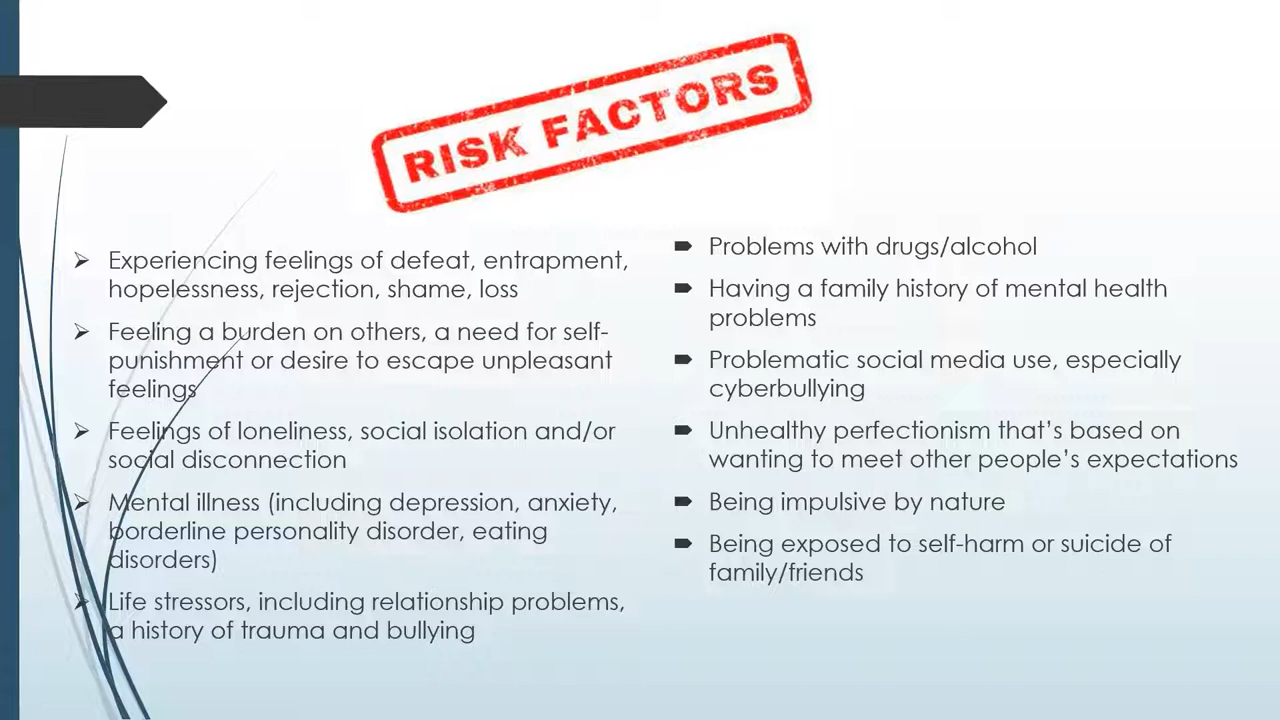 RISK FACTORS
Experiencing feelings of defeat, entrapment,
hopelessness, rejection, shame, loss
Feeling a burden on others, a need for self-
punishment or desire to escape unpleasant
feelings
Feelings of loneliness, social isolation and/or
social disconnection
Mental illness (including depression, anxiety,
borderline personality disorder, eating
disorders)
Life stressors, including relationship problems,
a history of trauma and bullying
Problems with drugs/alcohol
Having a family history of mental health
problems
Problematic social media use, especially
cyberbullying
Unhealthy perfectionism that’s based on
wanting to meet other people’s expectations
Being impulsive by nature
Being exposed to self-harm or suicide of
family/friends